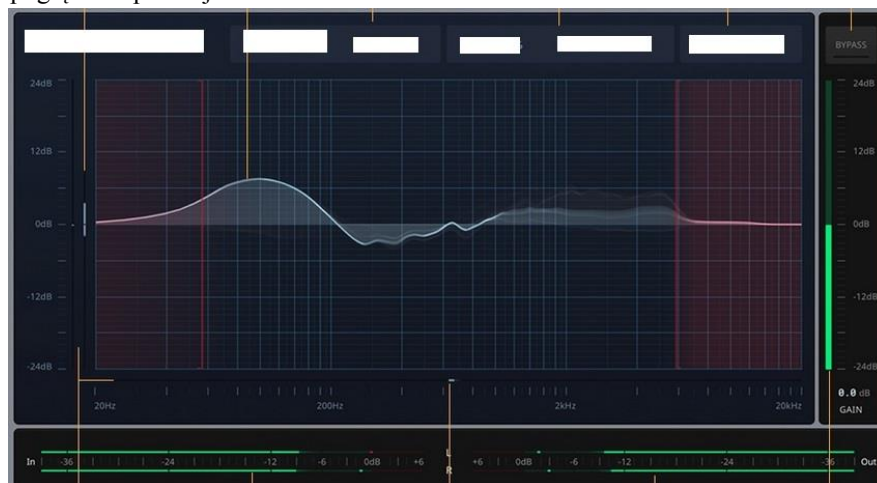 BYPASS
24dB 24dB
12dB 12dB
0dB 0dB
-12dB -12dB
-24dB -24dB
20Hz 200Hz 2kHz 20kHz
0.0 dB
GAIN
L
In -36 -24 -12 -6 0dB +6 +6 0dB -6 -12 -24 -36 Out
R